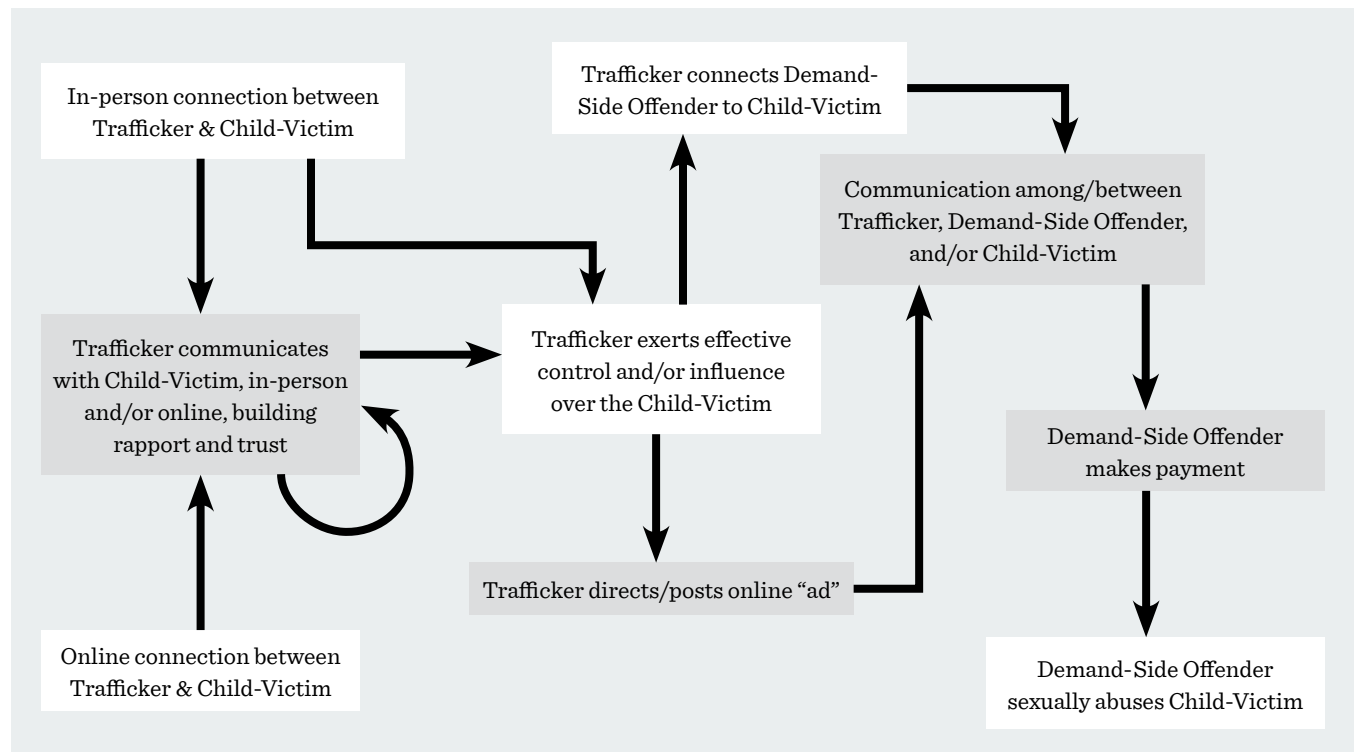 In-person connection between
Trafficker & Child-Victim
Trafficker connects Demand-
Side Offender to Child-Victim
Communication among/between
Trafficker, Demand-Side Offender,
and/or Child-Victim
Trafficker communicates
with Child-Victim, in-person
and/or online, building
rapport and trust
Trafficker exerts effective
control and/or influence
over the Child-Victim
Demand-Side Offender
makes payment
Trafficker directs/posts online “ad”
Online connection between
Trafficker & Child-Victim
Demand-Side Offender
sexually abuses Child-Victim